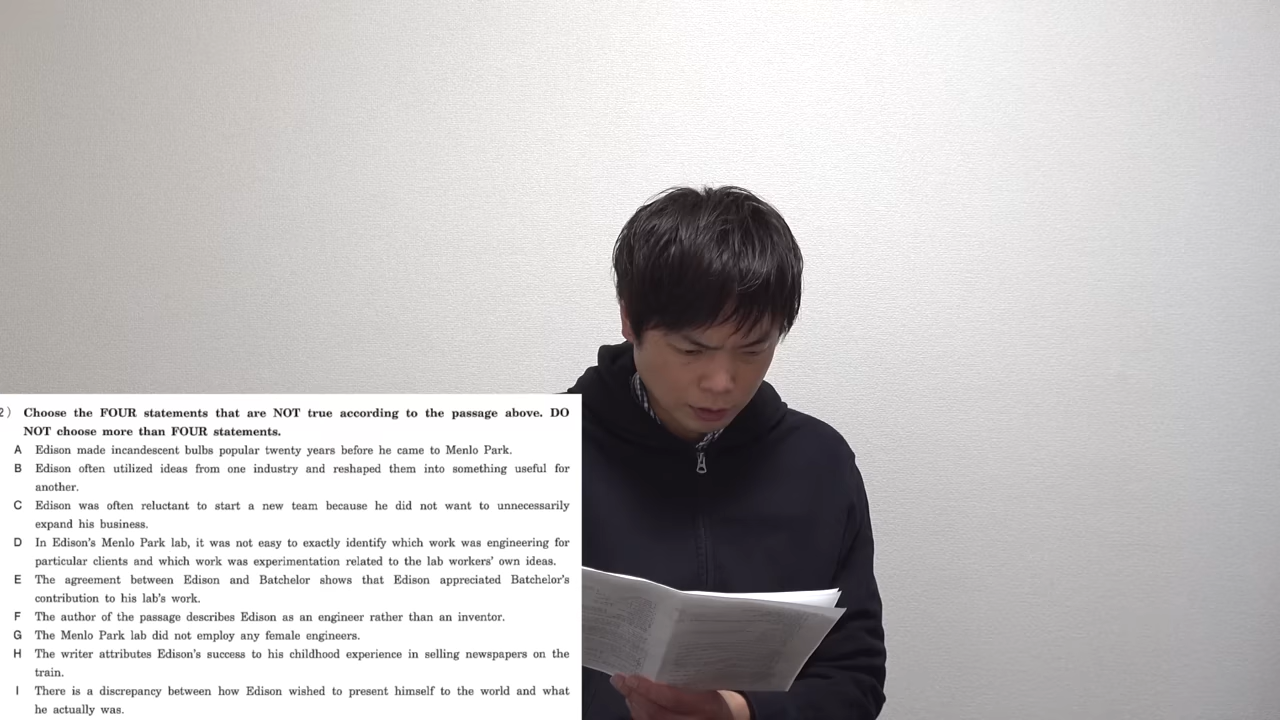 2) Choose the FOUR statements that are NOT true according to the passage above. DO
NOT choose more than FOUR statements.
A Edison made incandescent bulbs popular twenty years before he came to Menlo Park.
B Edison often utilized ideas from one industry and reshaped them into something useful for
another.
C Edison was often reluctant to start a new team because he did not want to unnecessarily
expand his business.
D In Edison's Menlo Park lab, it was not easy to exactly identify which work was engineering for
particular clients and which work was experimentation related to the lab workers' own ideas.
E The agreement between Edison and Batchelor shows that Edison appreciated Batchelor's
contribution to his lab's work.
F The author of the passage describes Edison as an engineer rather than an inventor.
G The Menlo Park lab did not employ any female engineers.
H The writer attributes Edison's success to his childhood experience in selling newspapers on the
train.
I There is a discrepancy between how Edison wished to present himself to the world and what
he actually was.